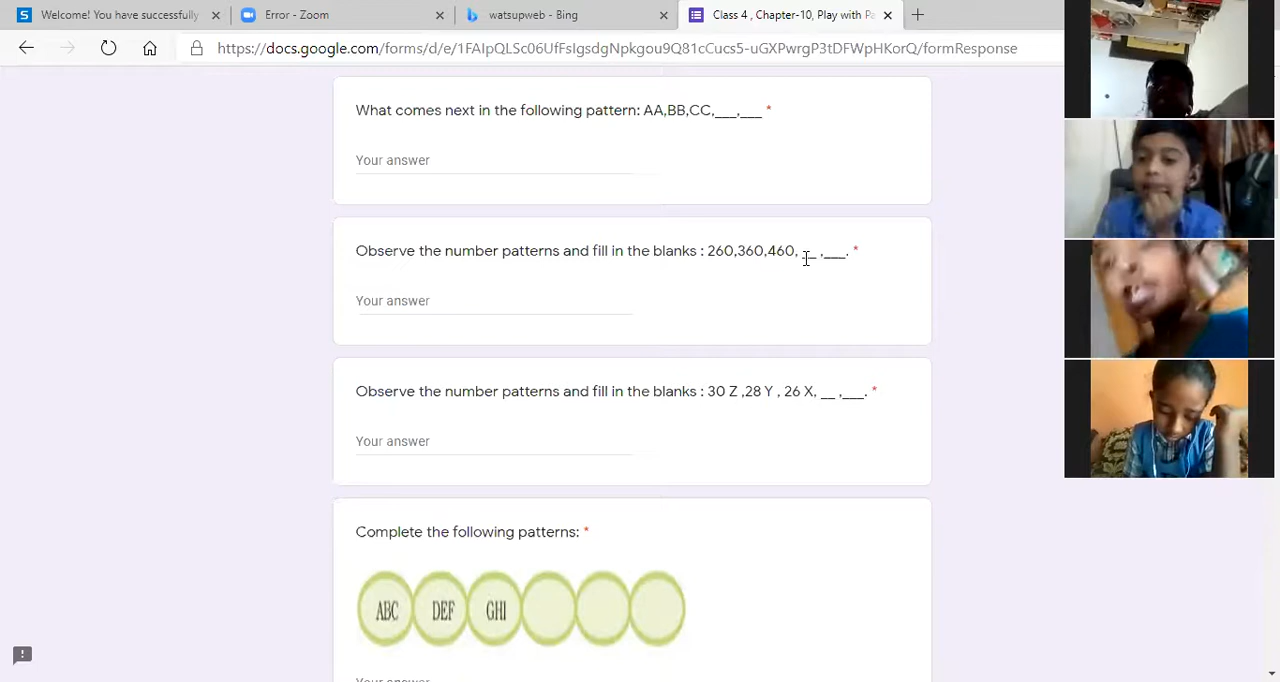 Welcome! You have successfully
Error - Zoom
watsupweb - Bing
Class 4 , Chapter-10, Play with Pa
https://docs.google.com/forms/d/e/1FAIpQLSc06UfFsIgsdgNpkgou9Q81cCucs5-uGXPwrgP3tDFWpHKorQ/formResponse
What comes next in the following pattern: AA,BB,CC,___,___ *
Your answer
Observe the number patterns and fill in the blanks : 260,360,460, __ ,___. *
Your answer
Observe the number patterns and fill in the blanks : 30 Z ,28 Y , 26 X, __ ,___. *
Your answer
Complete the following patterns: *
ABC DEF GHI
Your answer